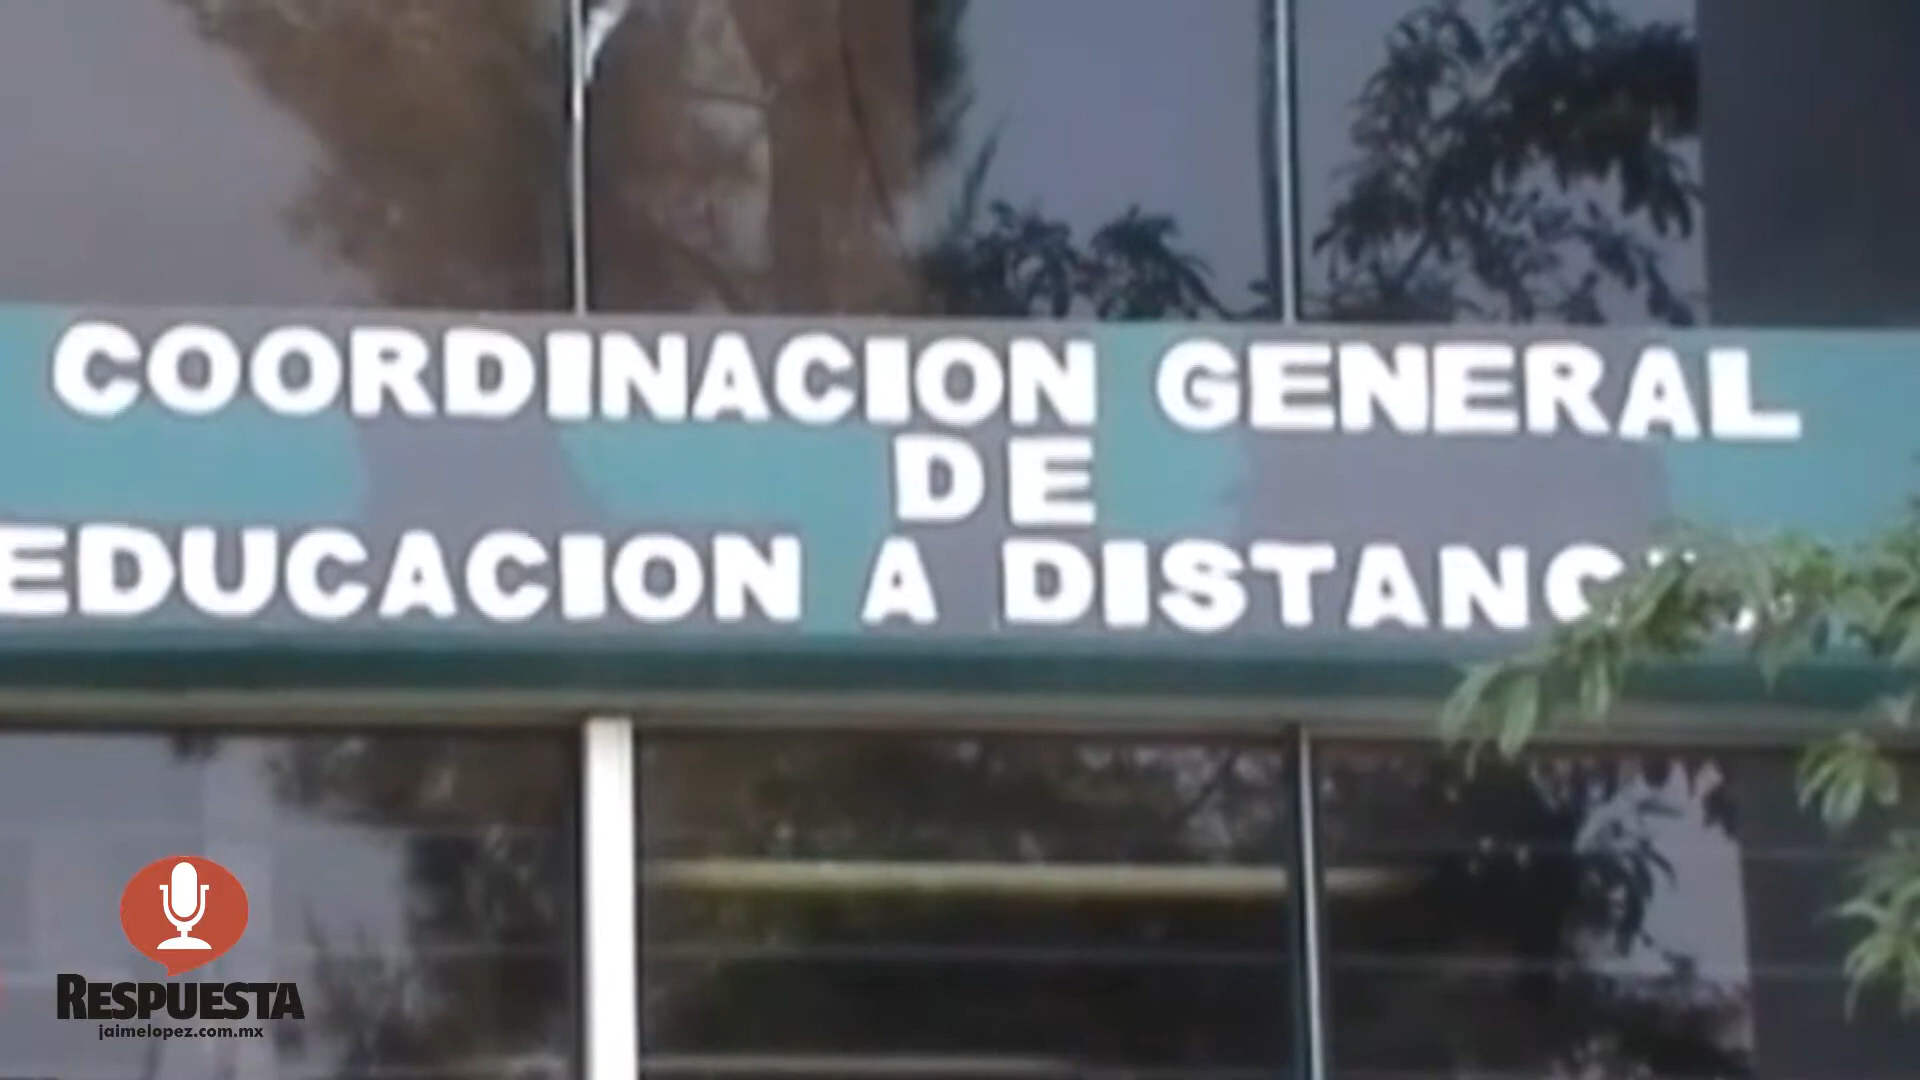 COORDINACION GENERAL
DE
EDUCACION A DISTANC
RESPUESTA
jaimelopez.com.mx